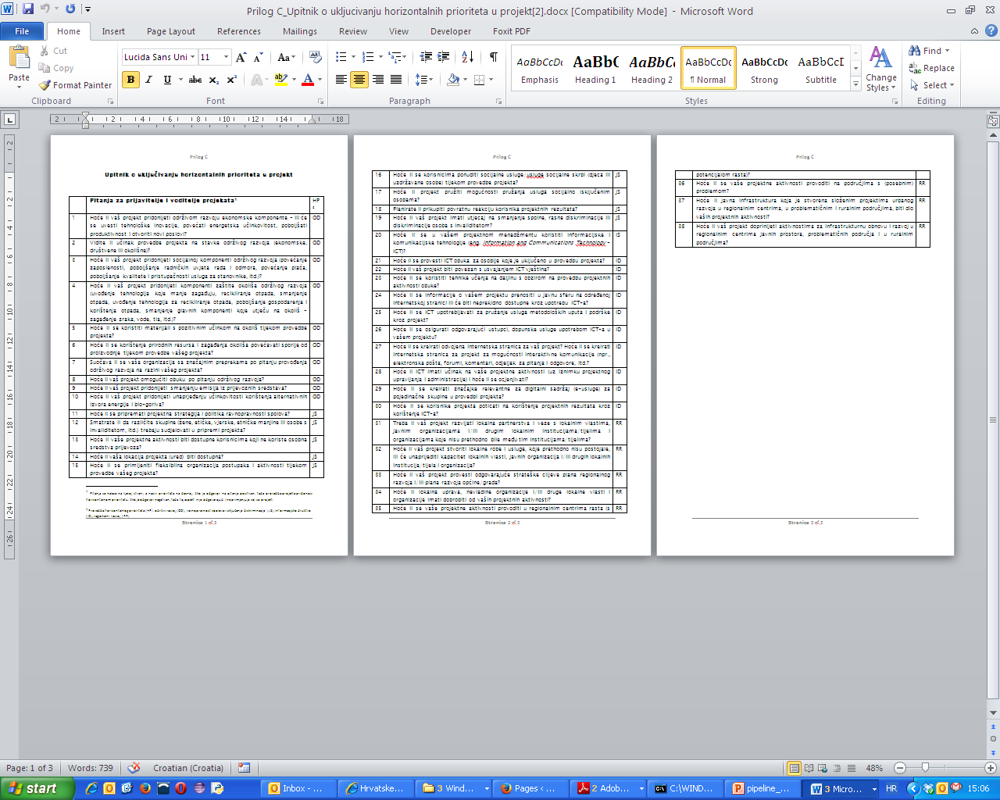 Prilog C_Upitnik o ukljucivanju horizontalnih prioriteta u projekt[2].docx [Compatibility Mode] - Microsoft Word
File Home Insert Page Layout References Mailings Review View Developer Foxit PDF
Paste
Cut
Copy
Format Painter
Clipboard
Lucida Sans Uni 11
Font
Paragraph
AaBbCcDc AaBbC AaBbCc AaBbCcDc AaBbCcDc AaBbCcI
Emphasis Heading 1 Heading 2 ¶ Normal Strong Subtitle
Styles
Change Styles
Find
Replace
Select
Editing
Prilog C
Upitnik o uključivanju horizontalnih prioriteta u projekt
Pitanja za prijavitelje i voditelje projekata¹ HP
1 Hoće li vaš projekt pridonijeti održivom razvoju ekonomske komponente – ili će OD
se uvesti tehnološke inovacije, povećati energetska učinkovitost, poboljšati
produktivnost i otvoriti novi poslovi?
2 Vidite li učinak provedbe projekta na stavke održivog razvoja (ekonomske, OD
društvene ili okolišne)?
3 Hoće li vaš projekt pridonijeti socijalnoj komponenti održivog razvoja (povećanje OD
zaposlenosti, poboljšanje radničkih uvjeta rada i odmora, povećanje plaća,
poboljšanje kvalitete i pristupačnosti usluga za stanovnike, itd.)?
4 Hoće li vaš projekt pridonijeti komponenti zaštite okoliša održivog razvoja OD
(uvođenje tehnologija koje manje zagađuju, recikliranje otpada, smanjenje
otpada, uvođenje tehnologija za recikliranje otpada, poboljšanje gospodarenja i
korištenja otpada, smanjenje glavnih komponenti koje utječu na okoliš –
zagađenje zraka, vode, tla, itd.)?
5 Hoće li se koristiti materijali s pozitivnim učinkom na okoliš tijekom provedbe OD
projekta?
6 Hoće li se korištenje prirodnih resursa i zagađenja okoliša povećavati sporije od OD
proizvodnje tijekom provedbe vašega projekta?
7 Suočava li se vaša organizacija sa značajnim preprekama po pitanju provođenja OD
održivog razvoja na razini vašega projekta?
8 Hoće li vaš projekt omogućiti obuku po pitanju održivog razvoja? OD
9 Hoće li vaš projekt pridonijeti smanjenju emisija iz prijevoznih sredstava? OD
10 Hoće li vaš projekt pridonijeti unaprjeđenju učinkovitosti korištenja alternativnih OD
izvora energije i bio-goriva?
11 Hoće li se pripremati projektna strategija i politika ravnopravnosti spolova? JS
12 Smatrate li da različite skupine (žene, etičke, vjerske, etničke manjine ili osobe s JS
invaliditetom, itd.) trebaju sudjelovati u pripremi projekta?
13 Hoće li vaše projektne aktivnosti biti dostupne korisnicima koji ne koriste osobna JS
sredstva prijevoza?
14 Hoće li vaša lokacija projekta (ured) biti dostupna? JS
15 Hoće li se primijeniti fleksibilna organizacija postupaka i aktivnosti tijekom JS
provedbe vašega projekta?
Stranica 1 of 3
Prilog C
16 Hoće li se korisnicima ponuditi socijalne usluge/usluge socijalne skrbi (djeca ili JS
uzdržavane osobe) tijekom provedbe projekta?
17 Hoće li projekt pružiti mogućnosti pružanja usluga socijalno isključenim JS
osobama?
18 Planirate li prikupiti povratnu reakciju korisnika projektnih rezultata? JS
19 Hoće li vaš projekt imati utjecaj na smanjenje spolne, rasne diskriminacije ili JS
diskriminacije osoba s invaliditetom?
20 Hoće li se u vašem projektnom menadžmentu koristiti informacijske i IS
komunikacijske tehnologije (eng. Information and Communications Technology –
ICT)?
21 Hoće li se provesti ICT obuka za osoblje koje je uključeno u provedbu projekta? ID
22 Hoće li vaš projekt biti povezan s usvajanjem ICT vještina? ID
23 Hoće li se koristiti tehnike učenja na daljinu s obzirom na provedbu projektnih ID
aktivnosti obuke?
24 Hoće li se informacije o vašem projektu prenositi u javnu sferu na određenoj ID
internetskoj stranici ili će biti neprekidno dostupne kroz upotrebu ICT-a?
25 Hoće li se ICT upotrebljavati za pružanje usluga metodoloških uputa i podrške ID
kroz projekt?
26 Hoće li se osigurati odgovarajući ustupci, dopunske usluge upotrebom ICT-a u ID
vašem projektu?
27 Hoće li se kreirati odvojena internetska stranica za vaš projekt? Hoće li se kreirati ID
internetska stranica za projekt za mogućnosti interaktivne komunikacije (npr.,
elektronska pošta, forumi, komentari, odjeljak za pitanja i odgovore, itd.?
28 Hoće li ICT imati učinak na vaše projektne aktivnosti (uz iznimku projektnog ID
upravljanja i administracije) i hoće li se ocjenjivati?
29 Hoće li se kreirati značajke relevantne za digitalni sadržaj (e-usluge) za ID
pojedinačne skupine u provedbi projekta?
30 Hoće li se korisnike projekta poticati na korištenje projektnih rezultata kroz ID
korištenje ICT-a?
31 Treba li vaš projekt razvijati lokalna partnerstva i veze s lokalnim vlastima, RR
javnim organizacijama i/ili drugim lokalnim institucijama/tijelima i
organizacijama koje nisu prethodno bile među tim institucijama/tijelima?
32 Hoće li vaš projekt stvoriti lokalne robe i usluge, koje prethodno nisu postojale, RR
ili će unaprijediti kapacitet lokalnih vlasti, javnih organizacija i/ili drugih lokalnih
institucija/tijela i organizacija?
33 Hoće li vaš projekt provesti odgovarajuće strateške ciljeve plana regionalnog RR
razvoja i/ili plana razvoja općine/grada?
34 Hoće li lokalna uprava, nevladine organizacije i/ili druge lokalne vlasti i RR
organizacije imati dobrobiti od vaših projektnih aktivnosti?
35 Hoće li se vaše projektne aktivnosti provoditi u regionalnim centrima rasta (s RR
Stranica 2 of 3
Prilog C
potencijalom rasta)?
36 Hoće li se vaše projektne aktivnosti provoditi na područjima s (posebnim) RR
problemom?
37 Hoće li javna infrastruktura koja je stvorena složenim projektima urbanog RR
razvoja u regionalnim centrima, u problematičnim i ruralnim područjima, biti dio
vaših projektnih aktivnosti?
38 Hoće li vaš projekt doprinijeti aktivnostima za infrastrukturnu obnovu i razvoj u RR
regionalnim centrima javnih prostora, problematičnih područja i u ruralnim
područjima?
Stranica 3 of 3
Page: 1 of 3 Words: 739 Croatian (Croatia) 48%
start Inbox - ... Hrvatske... 3 Wind... Pages < ... 2 Adob... C:\WIND... pipeline_... 3 Micro... HR 15:06